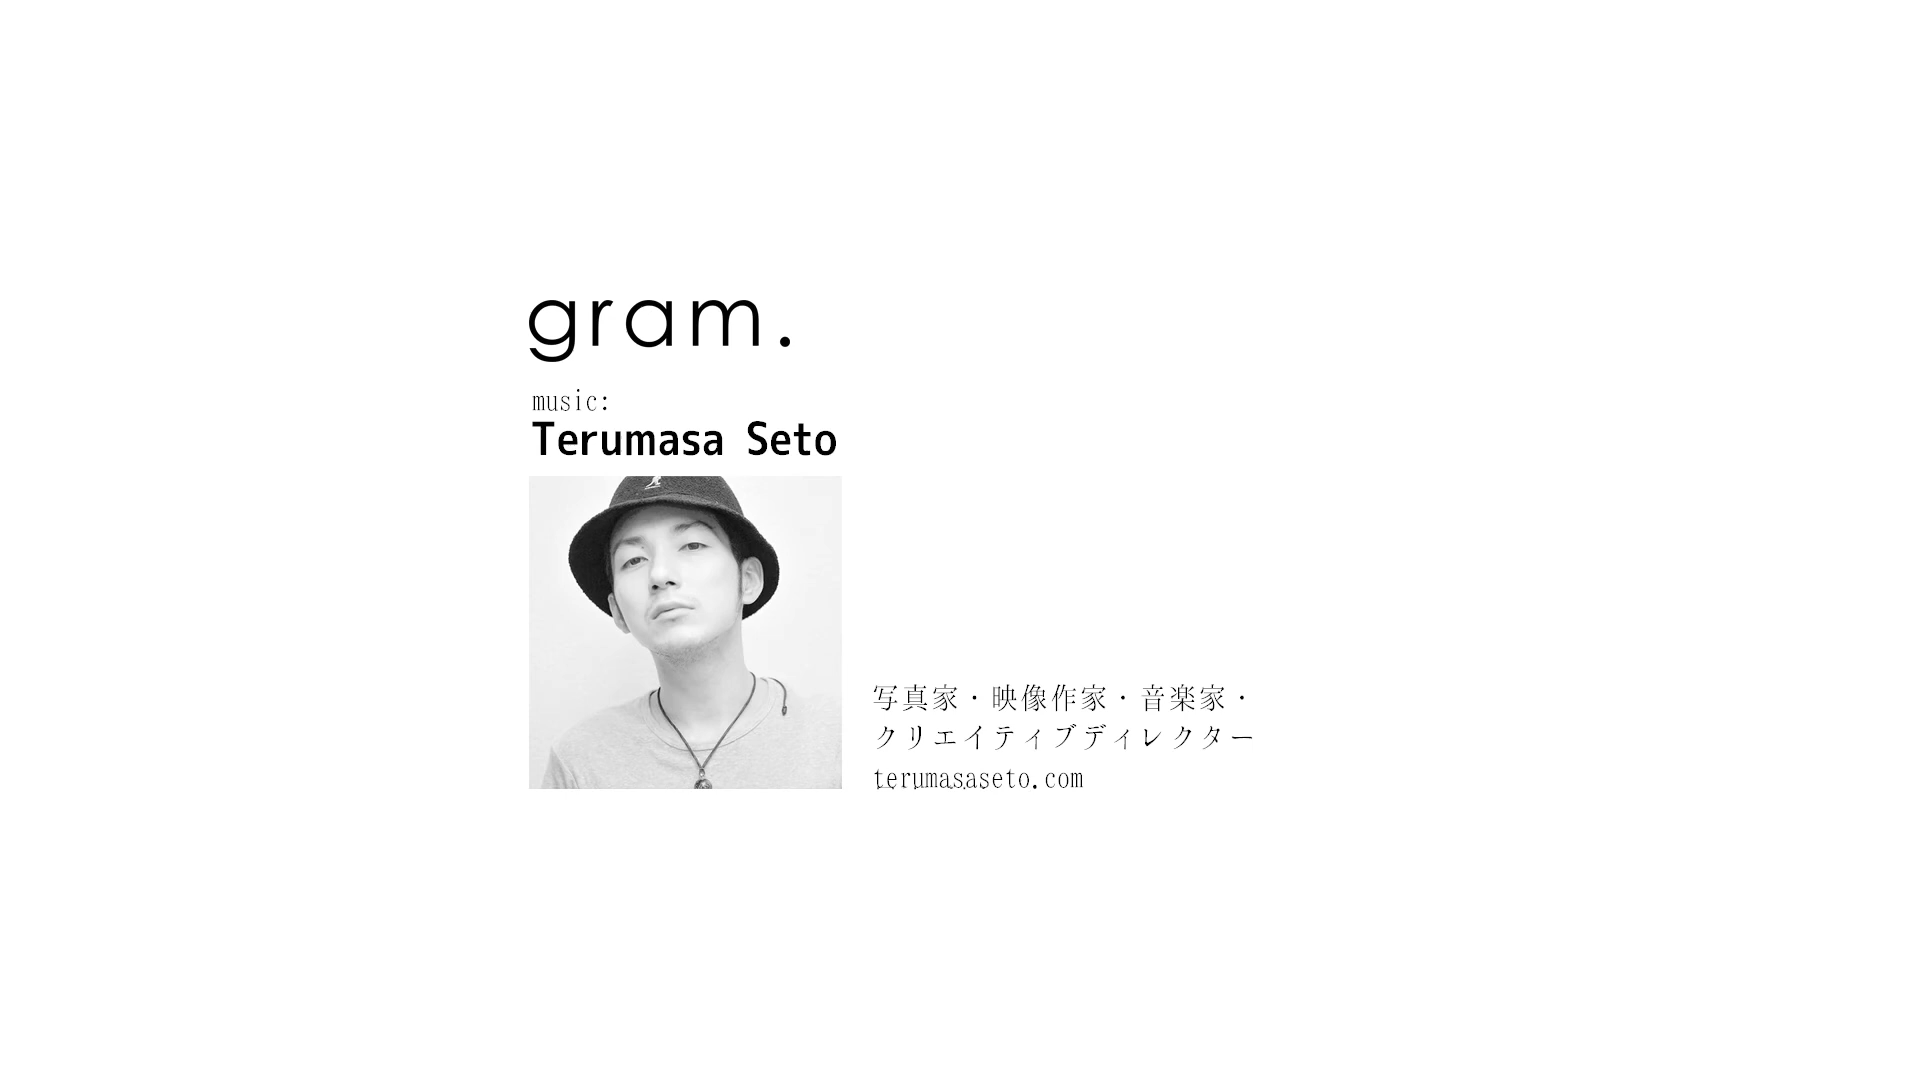 gram.
music:
Terumasa Seto
写真家・映像作家・音楽家・
クリエイティブディレクター
terumasaseto.com